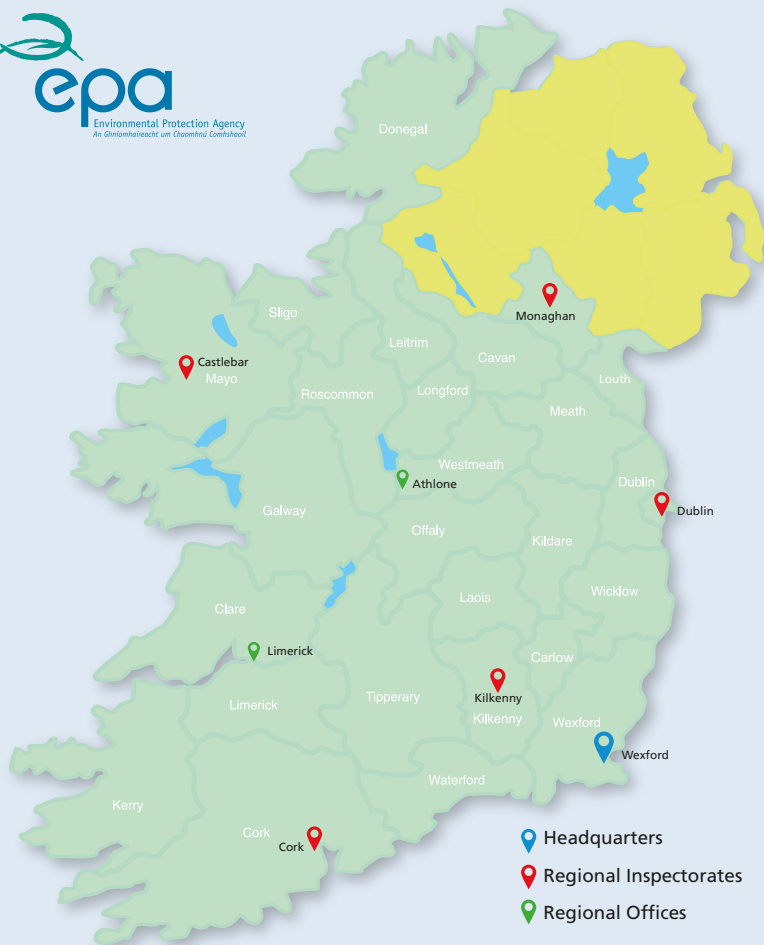 epa
Environmental Protection Agency
An Ghníomhaireacht um Chaomhnú Comhshaoil
Donegal
Monaghan
Sligo
Leitrim
Cavan
Castlebar
Mayo
Louth
Roscommon
Longford
Meath
Westmeath
Athlone
Dublin
Dublin
Galway
Offaly
Kildare
Wicklow
Laois
Clare
Limerick
Carlow
Kilkenny
Limerick
Tipperary
Kilkenny
Wexford
Wexford
Waterford
Kerry
Cork
Cork
Headquarters
Regional Inspectorates
Regional Offices